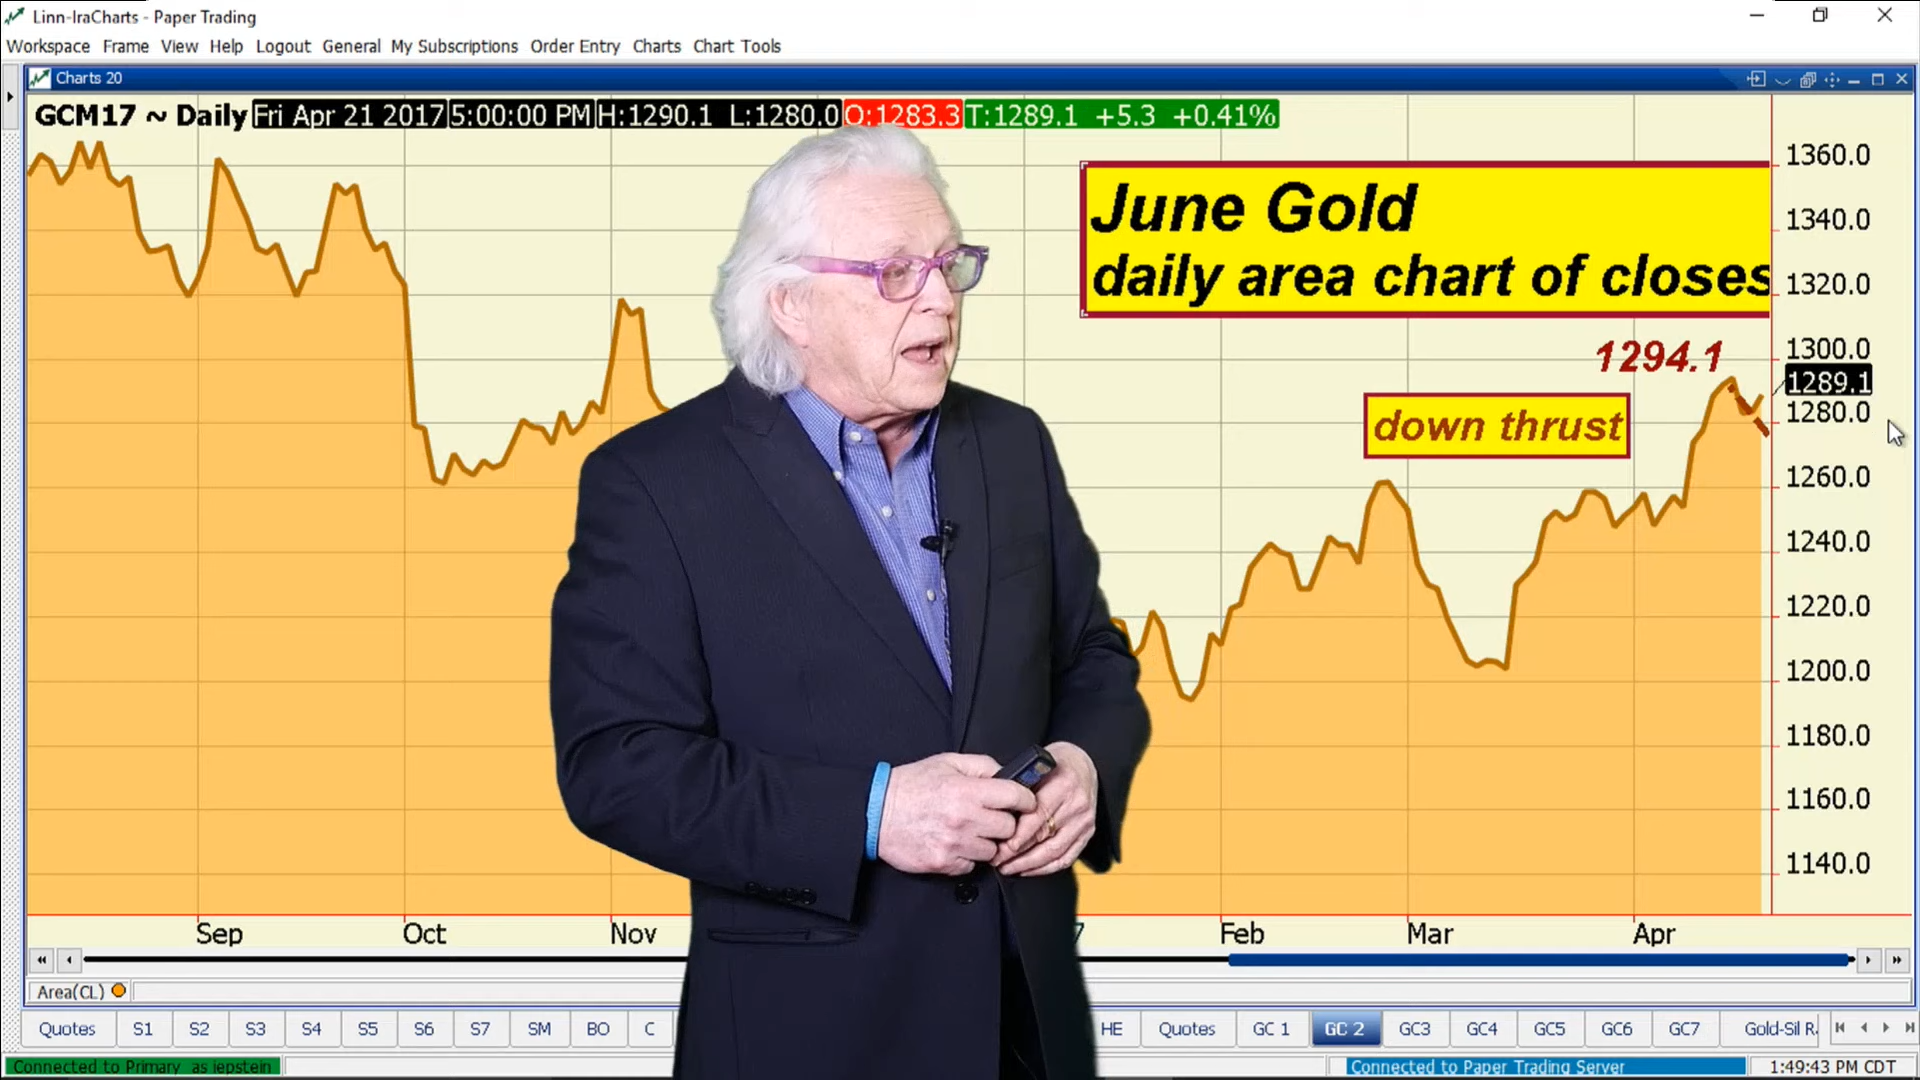 Linn-IraCharts - Paper Trading
Workspace Frame View Help Logout General My Subscriptions Order Entry Charts Chart Tools
Charts 20
GCM17 ~ Daily Fri Apr 21 2017 5:00:00 PM H:1290.1 L:1280.0 O:1283.3 T:1289.1 +5.3 +0.41%
June Gold
daily area chart of closes
1294.1
down thrust
1360.0
1340.0
1320.0
1300.0
1289.1
1280.0
1260.0
1240.0
1220.0
1200.0
1180.0
1160.0
1140.0
Sep Oct Nov 7 Feb Mar Apr
Area(CL)
Quotes S1 S2 S3 S4 S5 S6 S7 SM BO C HE Quotes GC 1 GC 2 GC3 GC4 GC5 GC6 GC7 Gold-Sil R
Connected to Primary as iepstein Connected to Paper Trading Server 1:49:43 PM CDT